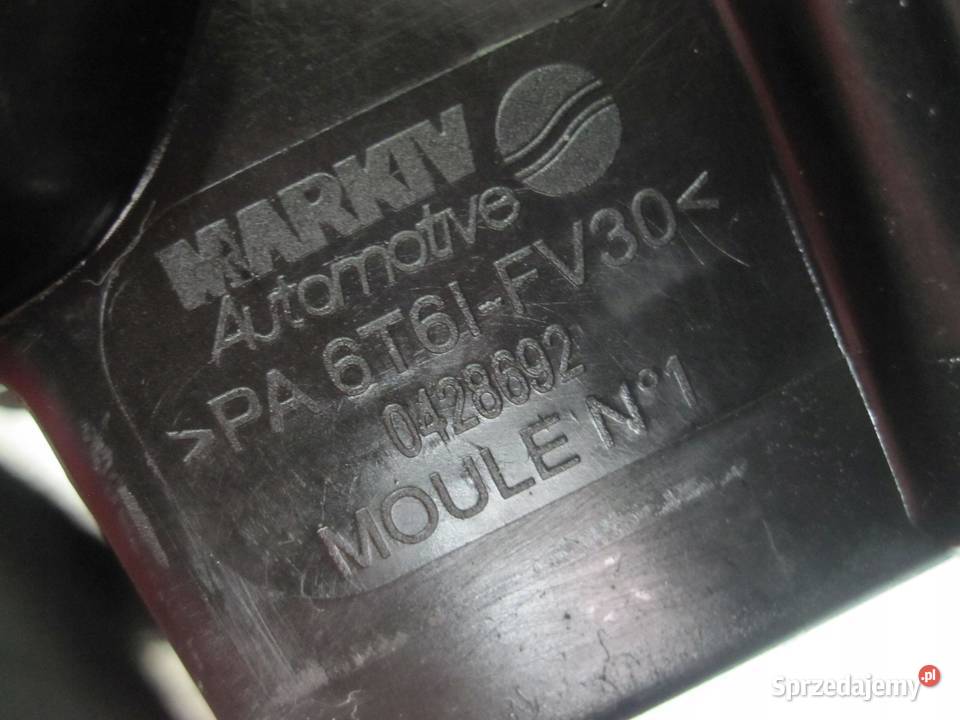 MARKIV
Automotive
>PA 6T6I-FV30<
0428692
MOULE N°1
Sprzedajemy.pl